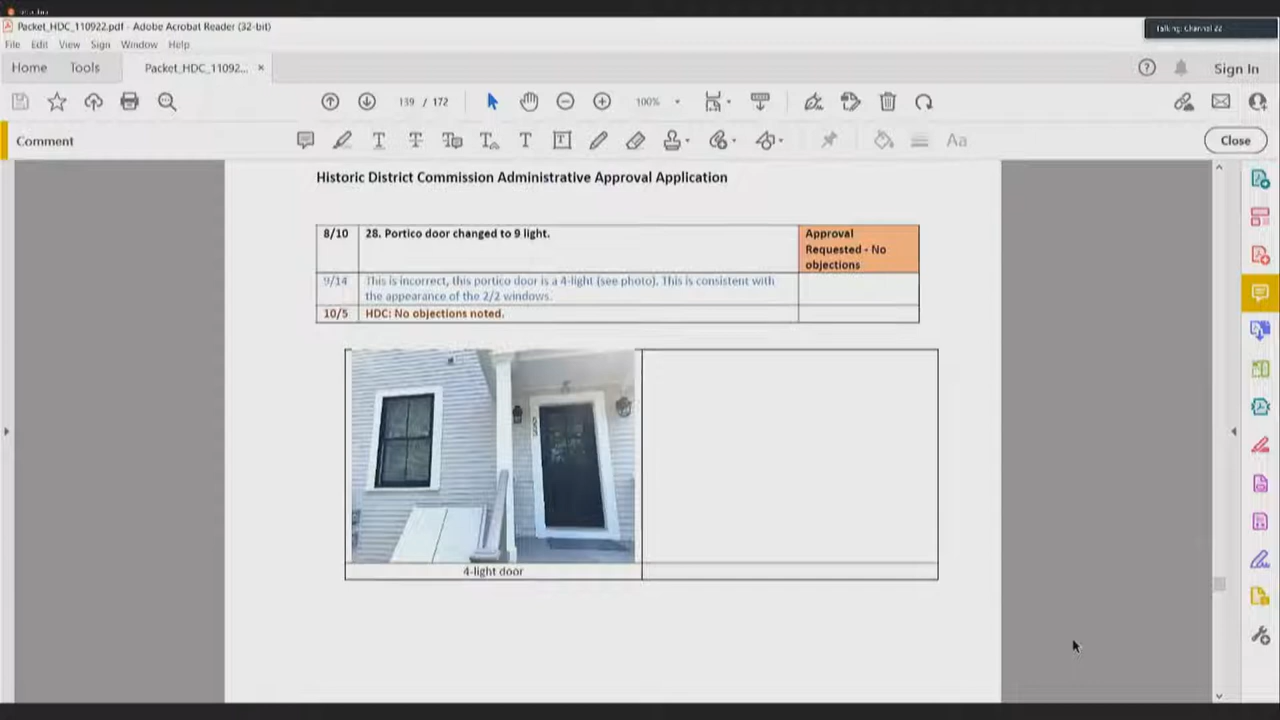 Packet_HDC_110922.pdf - Adobe Acrobat Reader (32-bit)
Talking: Channel 22
File Edit View Sign Window Help
Home Tools Packet_HDC_11092... × Sign In
139 / 172 100%
Comment Close
Historic District Commission Administrative Approval Application
8/10 28. Portico door changed to 9 light. Approval
Requested - No
objections
9/14 This is incorrect, this portico door is a 4-light (see photo). This is consistent with
the appearance of the 2/2 windows.
10/5 HDC: No objections noted.
4-light door